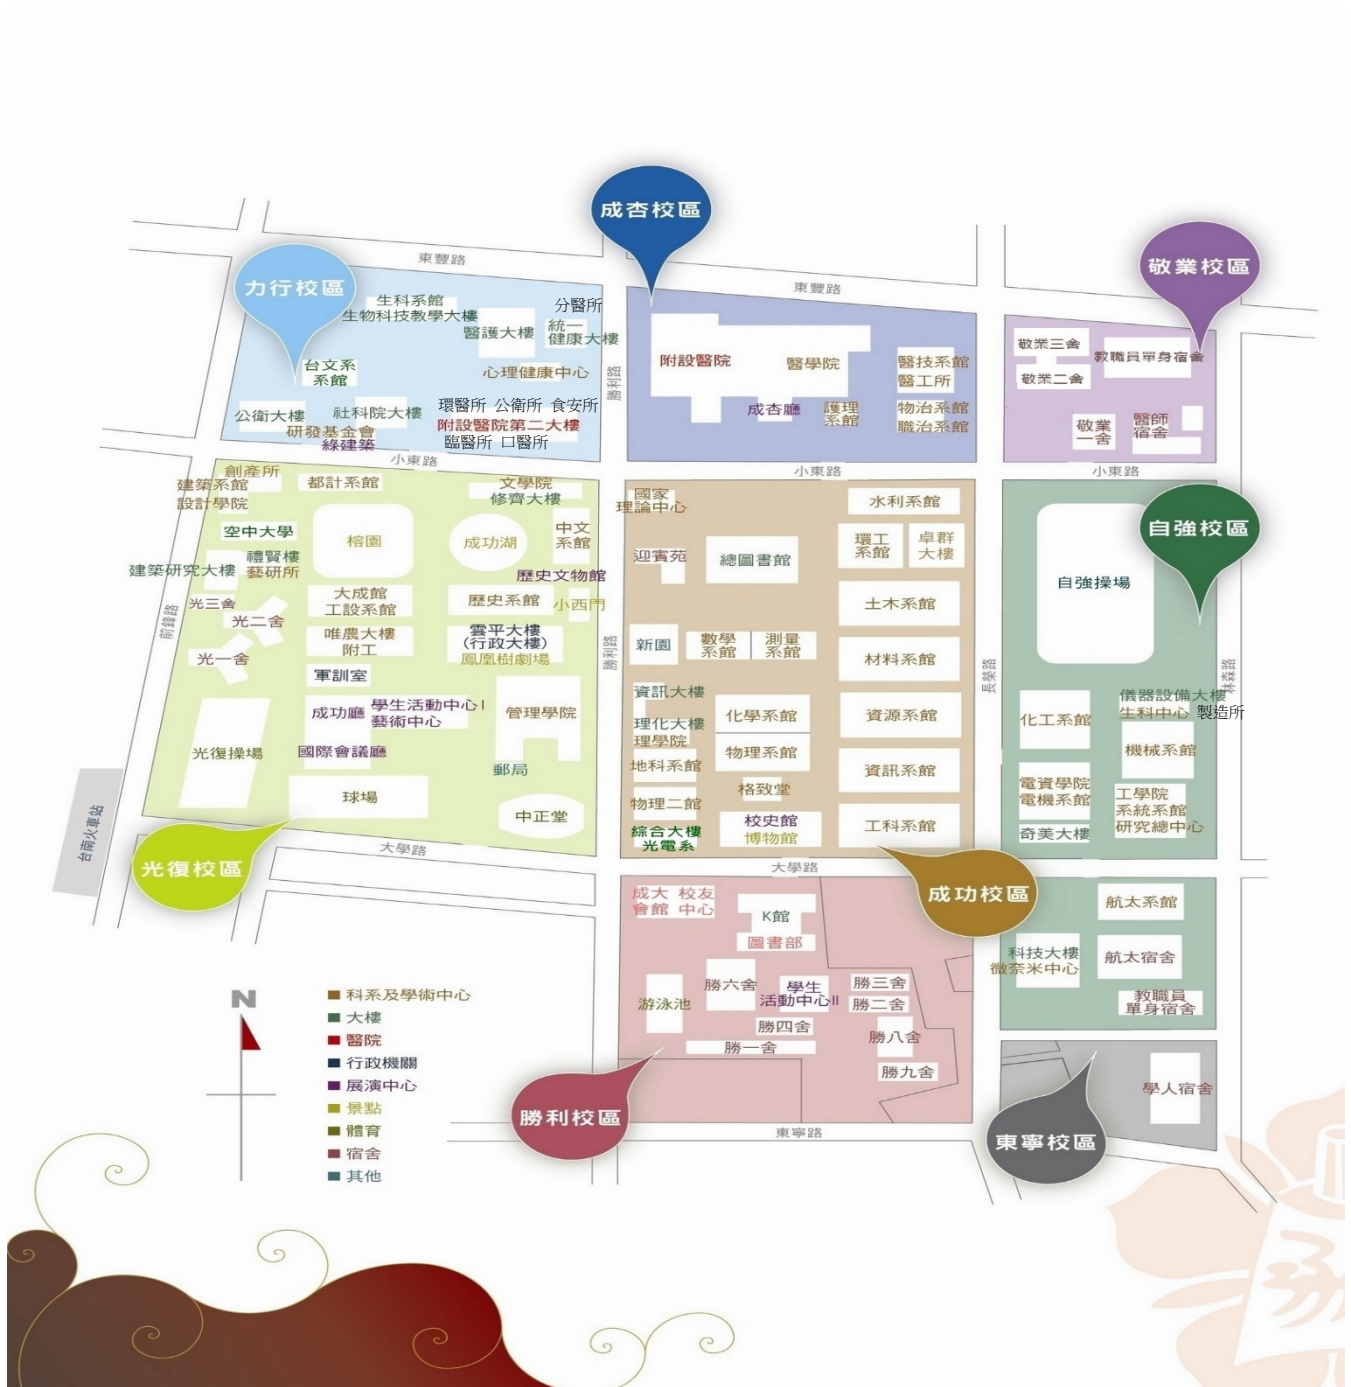 成杏校區
敬業校區
力行校區
東豐路
東豐路
生科系館
生物科技教學大樓
醫護大樓
分醫所
統一
健康大樓
台文系
系館
心理健康中心
公衛大樓
社科院大樓
研發基金會
綠建築
環醫所 公衛所 食安所
附設醫院第二大樓
臨醫所 口醫所
勝利路
附設醫院
醫學院
成杏廳
護理
系館
醫技系館
醫工所
物治系館
職治系館
敬業三舍
敬業二舍
教職員單身宿舍
敬業
一舍
醫師
宿舍
小東路
小東路
小東路
創產所
建築系館
設計學院
都計系館
文學院
修齊大樓
空中大學
榕園
成功湖
中文
系館
禮賢樓
藝研所
建築研究大樓
歷史文物館
光三舍
光二舍
光一舍
大成館
工設系館
歷史系館
小西門
唯農大樓
附工
雲平大樓
(行政大樓)
鳳凰樹劇場
軍訓室
成功廳
學生活動中心I
藝術中心
國際會議廳
管理學院
郵局
光復操場
球場
中正堂
前鋒路
台南火車站
光復校區
大學路
勝利路
國家
理論中心
水利系館
迎賓苑
總圖書館
環工
系館
卓群
大樓
土木系館
新園
數學
系館
測量
系館
材料系館
資訊大樓
理化大樓
理學院
化學系館
資源系館
地科系館
物理系館
資訊系館
物理二館
格致堂
綜合大樓
光電系
校史館
博物館
工科系館
大學路
成功校區
長榮路
自強校區
自強操場
林森路
儀器設備大樓
生科中心
製造所
化工系館
機械系館
電資學院
電機系館
工學院
系統系館
研究總中心
奇美大樓
航太系館
科技大樓
微奈米中心
航太宿舍
教職員
單身宿舍
成大
會館
校友
中心
K館
圖書部
游泳池
勝六舍
學生
活動中心II
勝三舍
勝二舍
勝四舍
勝一舍
勝八舍
勝九舍
勝利校區
東寧路
學人宿舍
東寧校區
N
科系及學術中心
大樓
醫院
行政機關
展演中心
景點
體育
宿舍
其他